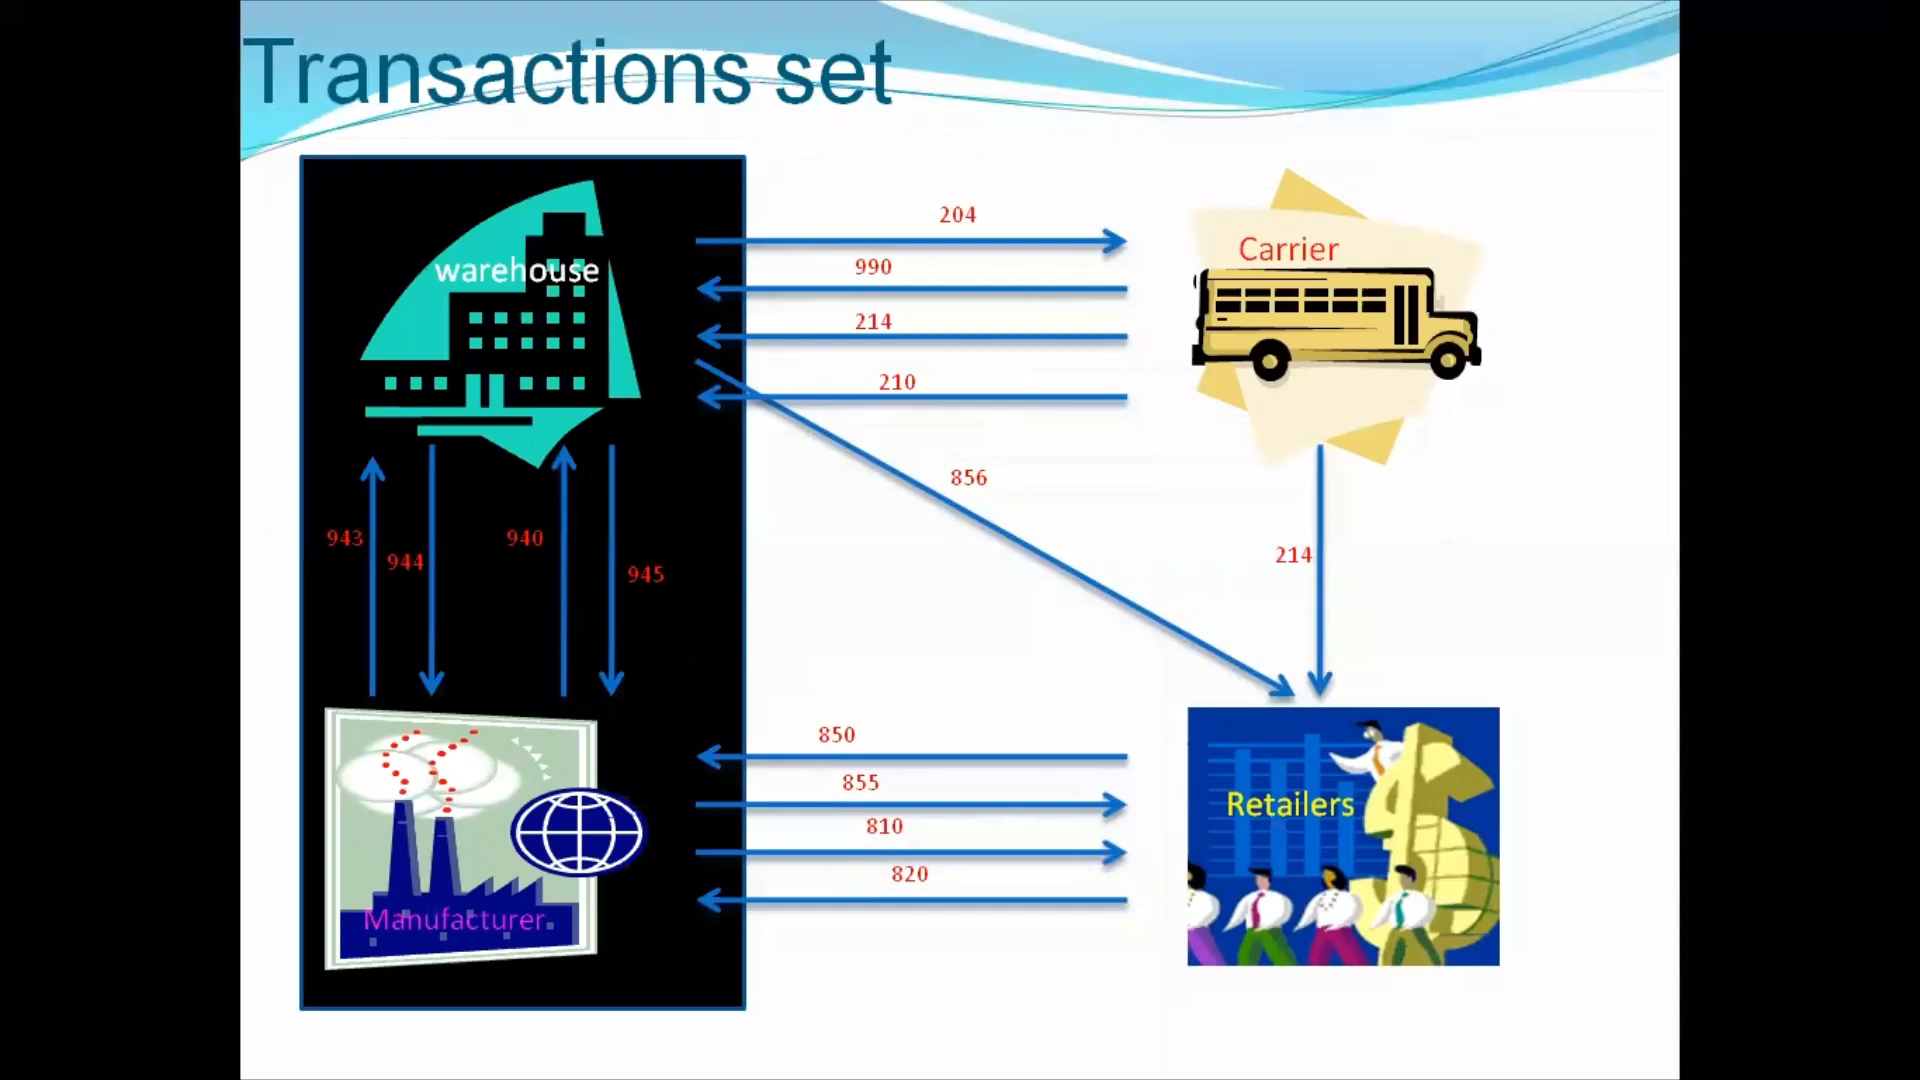 Transactions set
warehouse
Carrier
204
990
214
210
856
943
944
940
945
214
850
855
810
820
Manufacturer
Retailers